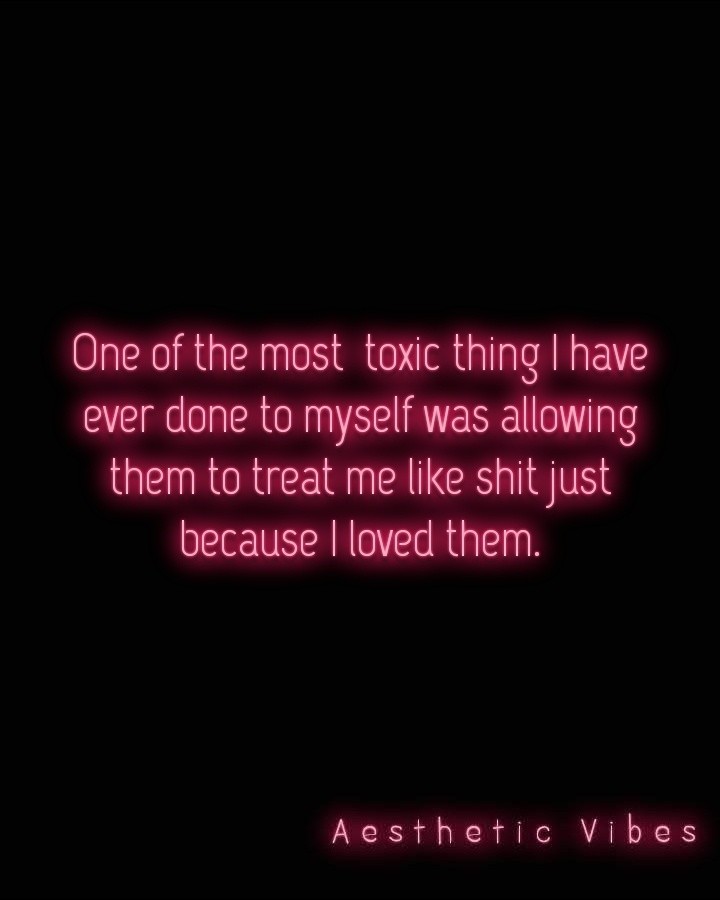 One of the most  toxic thing I have
ever done to myself was allowing
them to treat me like shit just
because I loved them.
Aesthetic Vibes